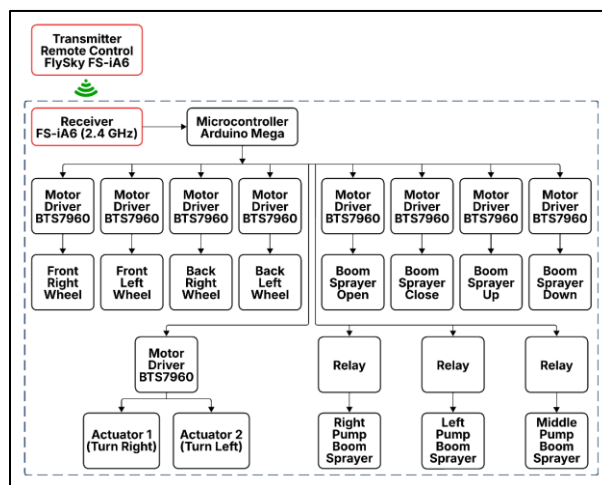 Transmitter
Remote Control
FlySky FS-iA6
Receiver
FS-iA6 (2.4 GHz)
Microcontroller
Arduino Mega
Motor
Driver
BTS7960
Motor
Driver
BTS7960
Motor
Driver
BTS7960
Motor
Driver
BTS7960
Motor
Driver
BTS7960
Motor
Driver
BTS7960
Motor
Driver
BTS7960
Motor
Driver
BTS7960
Front
Right
Wheel
Front
Left
Wheel
Back
Right
Wheel
Back
Left
Wheel
Boom
Sprayer
Open
Boom
Sprayer
Close
Boom
Sprayer
Up
Boom
Sprayer
Down
Motor
Driver
BTS7960
Relay
Relay
Relay
Actuator 1
(Turn Right)
Actuator 2
(Turn Left)
Right
Pump
Boom
Sprayer
Left
Pump
Boom
Sprayer
Middle
Pump
Boom
Sprayer